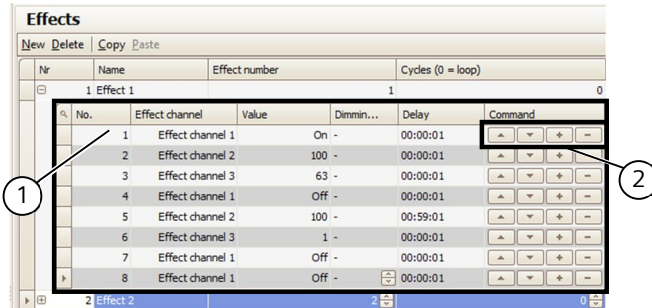 Effects
New Delete Copy Paste
Nr Name Effect number Cycles (0 = loop)
1 Effect 1 1 0
No. Effect channel Value Dimmin... Delay Command
1 Effect channel 1 On - 00:00:01
2 Effect channel 2 100 - 00:00:01
3 Effect channel 3 63 - 00:00:01
4 Effect channel 1 Off - 00:00:01
5 Effect channel 2 100 - 00:59:01
6 Effect channel 3 1 - 00:00:01
7 Effect channel 1 Off - 00:00:01
8 Effect channel 1 Off - 00:00:01
2 Effect 2 2 0
1
2